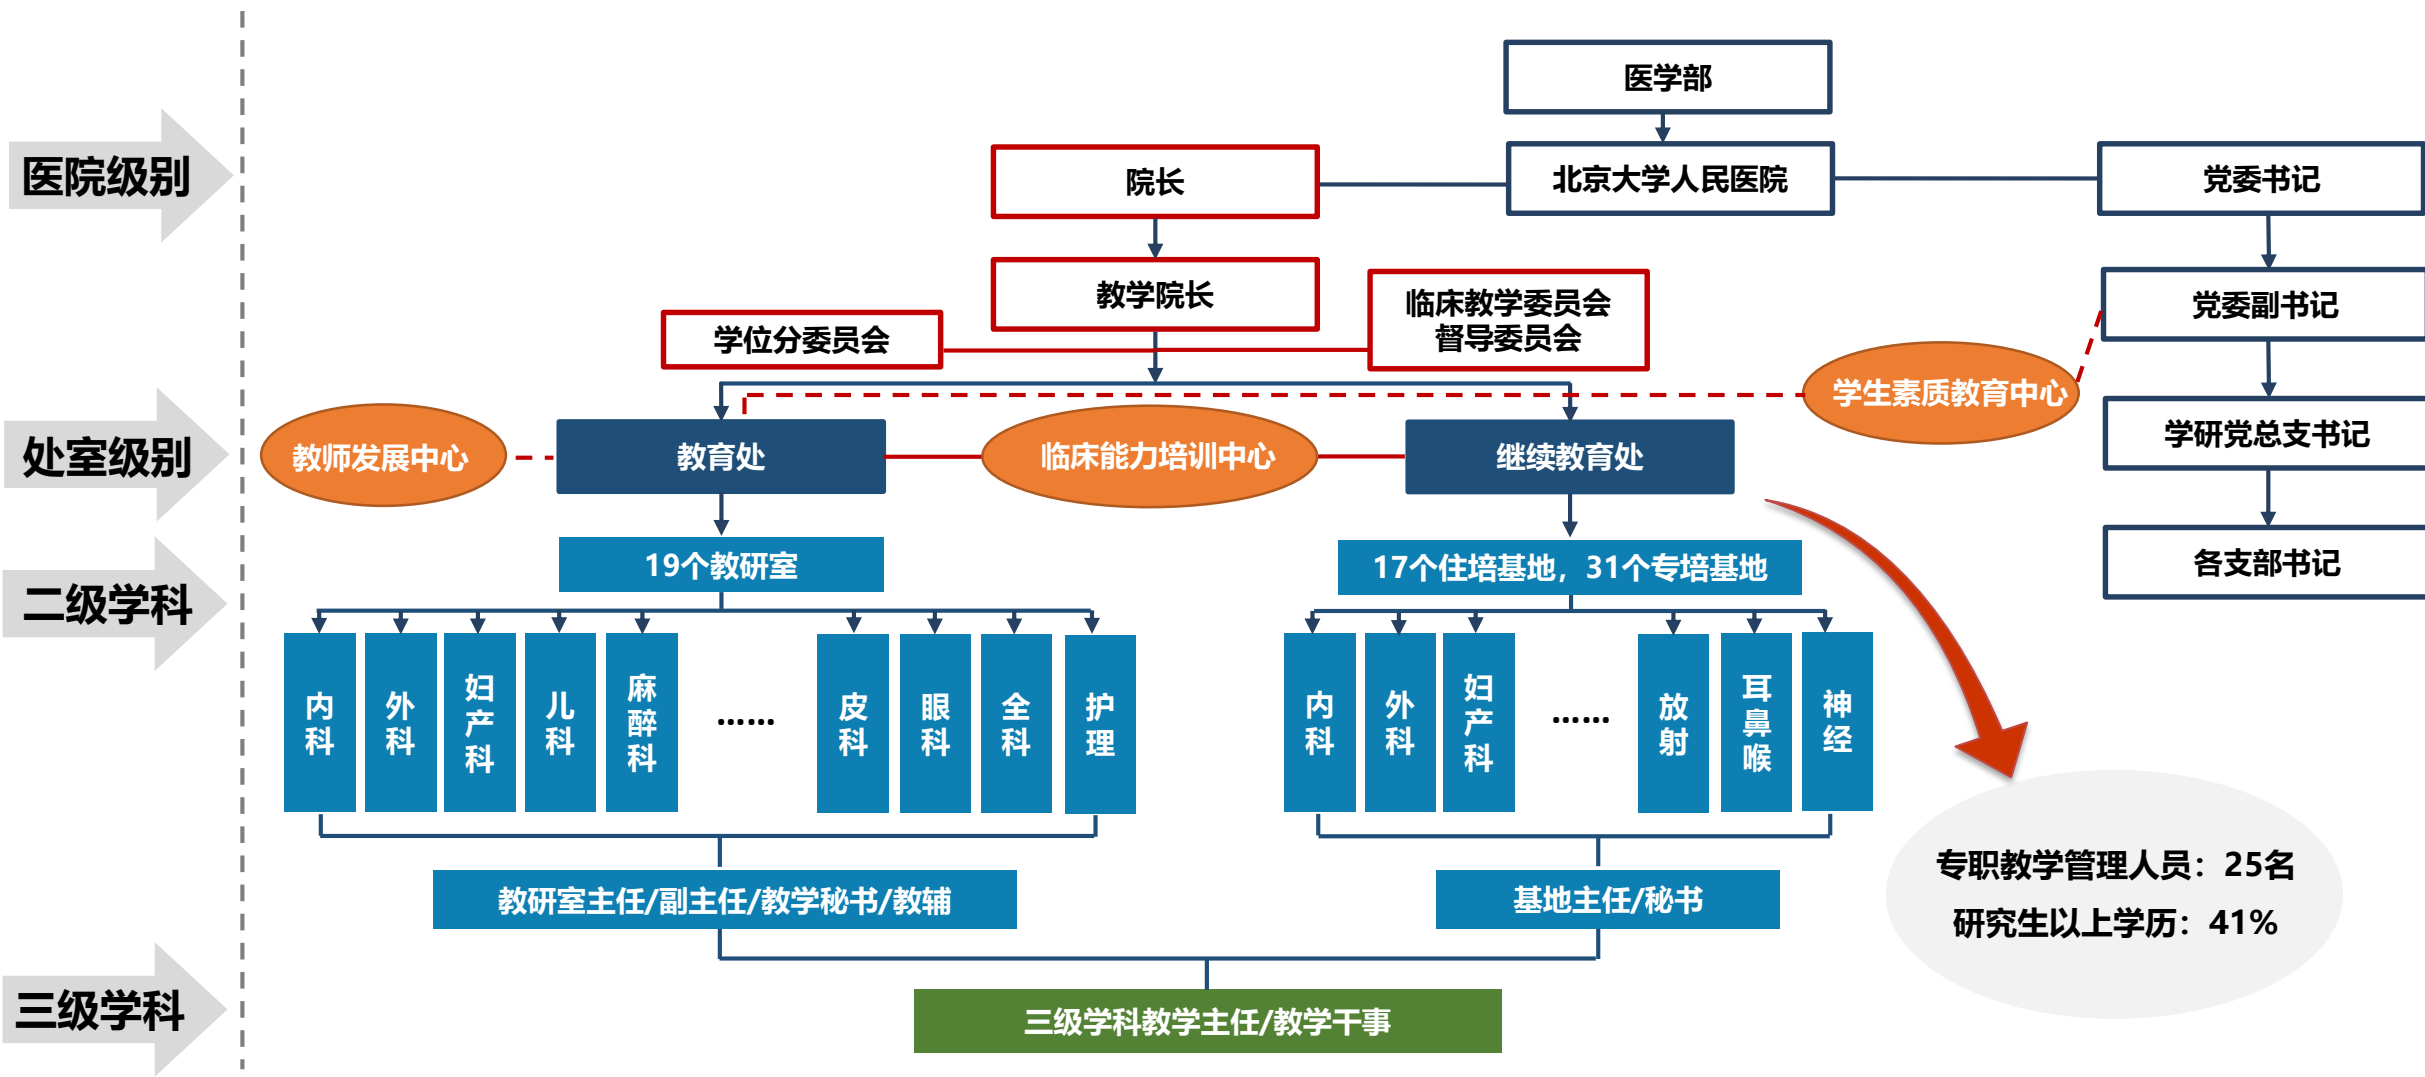 医学部
医院级别
院长
北京大学人民医院
党委书记
教学院长
临床教学委员会
督导委员会
党委副书记
学位分委员会
学生素质教育中心
处室级别
教师发展中心
教育处
临床能力培训中心
继续教育处
学研党总支书记
二级学科
19个教研室
17个住培基地，31个专培基地
各支部书记
内科
外科
妇产科
儿科
麻醉科
……
皮科
眼科
全科
护理
内科
外科
妇产科
……
放射
耳鼻喉
神经
专职教学管理人员：25名
研究生以上学历：41%
教研室主任/副主任/教学秘书/教辅
基地主任/秘书
三级学科
三级学科教学主任/教学干事